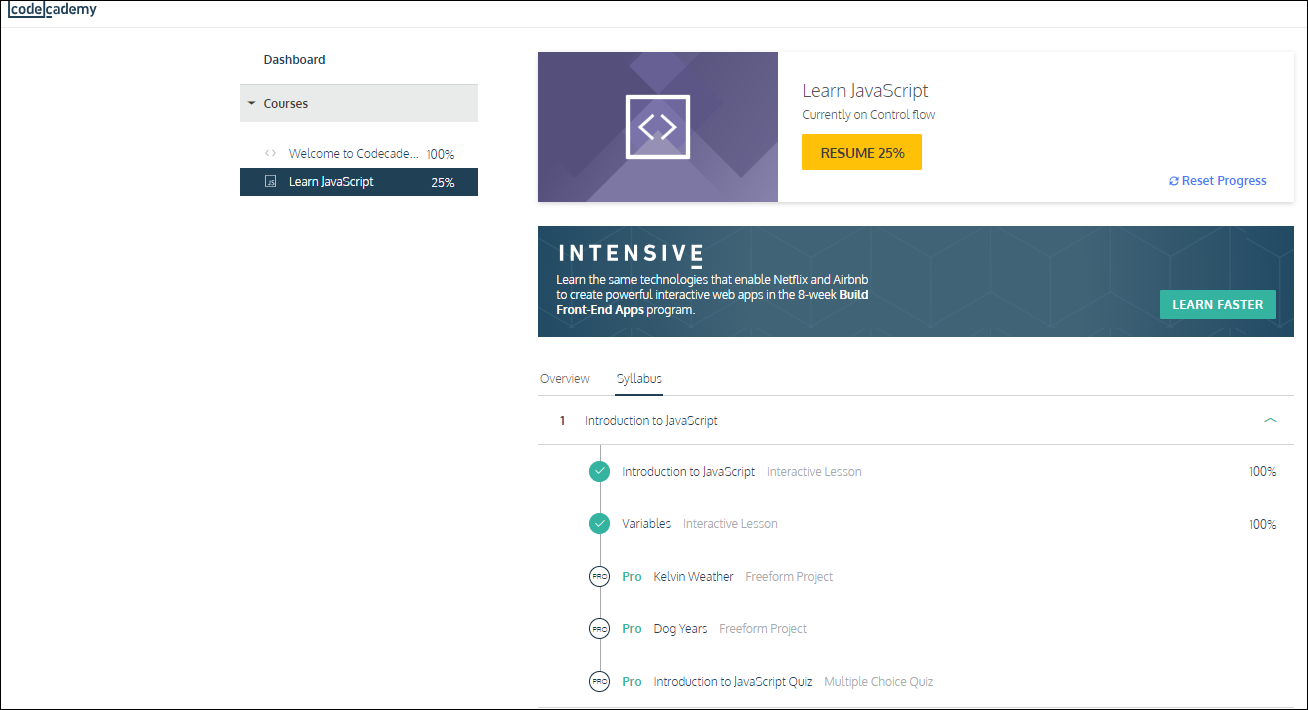 codecademy
Dashboard
Courses
Welcome to Codecade... 100%
JS Learn JavaScript 25%
Learn JavaScript
Currently on Control flow
RESUME 25%
Reset Progress
INTENSIVE
Learn the same technologies that enable Netflix and Airbnb
to create powerful interactive web apps in the 8-week Build
Front-End Apps program.
LEARN FASTER
Overview Syllabus
1 Introduction to JavaScript
Introduction to JavaScript Interactive Lesson 100%
Variables Interactive Lesson 100%
PRO Pro Kelvin Weather Freeform Project
PRO Pro Dog Years Freeform Project
PRO Pro Introduction to JavaScript Quiz Multiple Choice Quiz